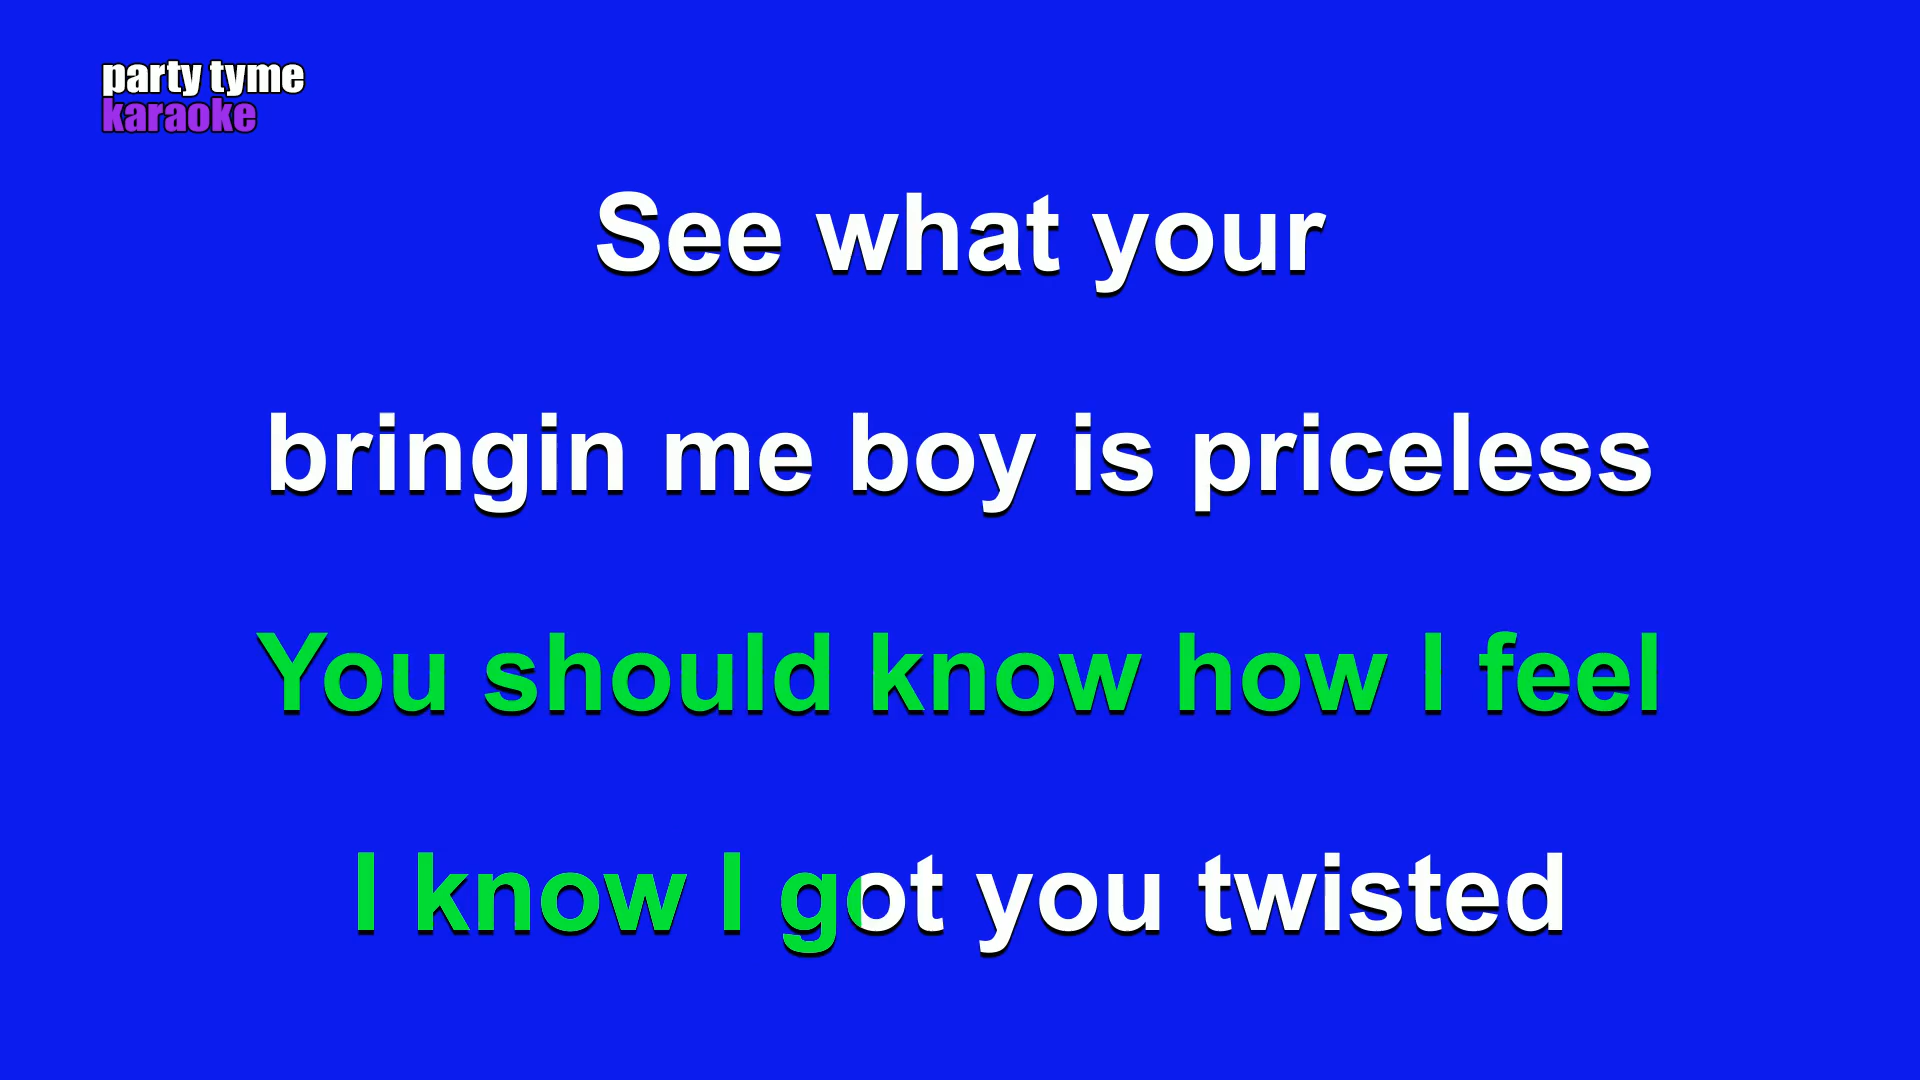 party tyme
karaoke
See what your
bringin me boy is priceless
You should know how I feel
I know I got you twisted